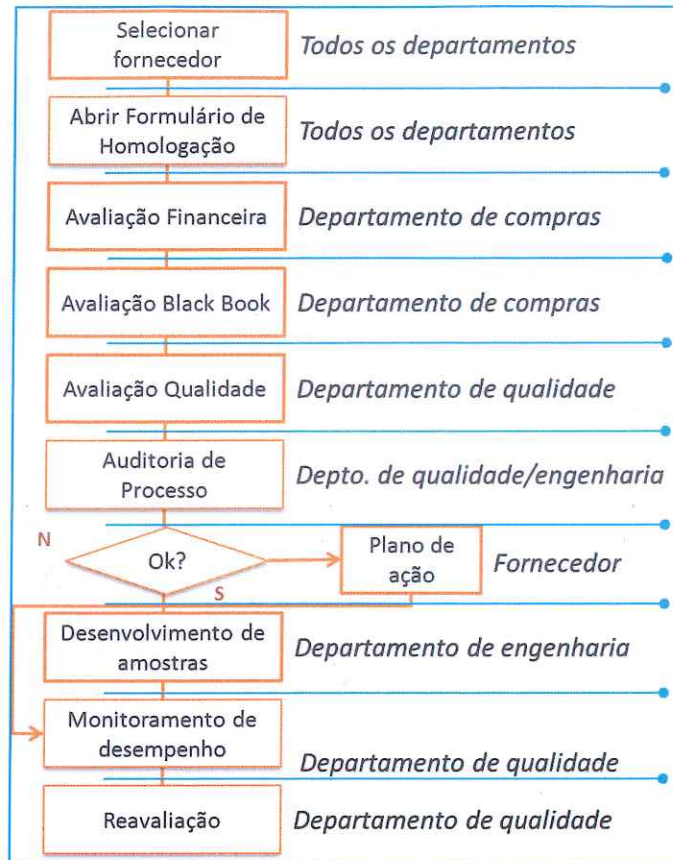 Selecionar
fornecedor
Todos os departamentos
Abrir Formulário de
Homologação
Todos os departamentos
Avaliação Financeira
Departamento de compras
Avaliação Black Book
Departamento de compras
Avaliação Qualidade
Departamento de qualidade
Auditoria de
Processo
Depto. de qualidade/engenharia
N
Ok?
S
Plano de
ação
Fornecedor
Desenvolvimento de
amostras
Departamento de engenharia
Monitoramento de
desempenho
Departamento de qualidade
Reavaliação
Departamento de qualidade